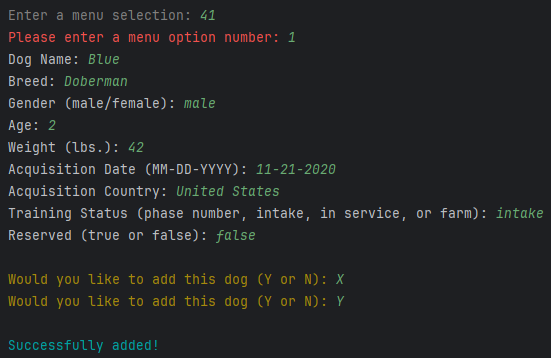 Enter a menu selection: 41
Please enter a menu option number: 1
Dog Name: Blue
Breed: Doberman
Gender (male/female): male
Age: 2
Weight (lbs.): 42
Acquisition Date (MM-DD-YYYY): 11-21-2020
Acquisition Country: United States
Training Status (phase number, intake, in service, or farm): intake
Reserved (true or false): false
Would you like to add this dog (Y or N): X
Would you like to add this dog (Y or N): Y
Successfully added!